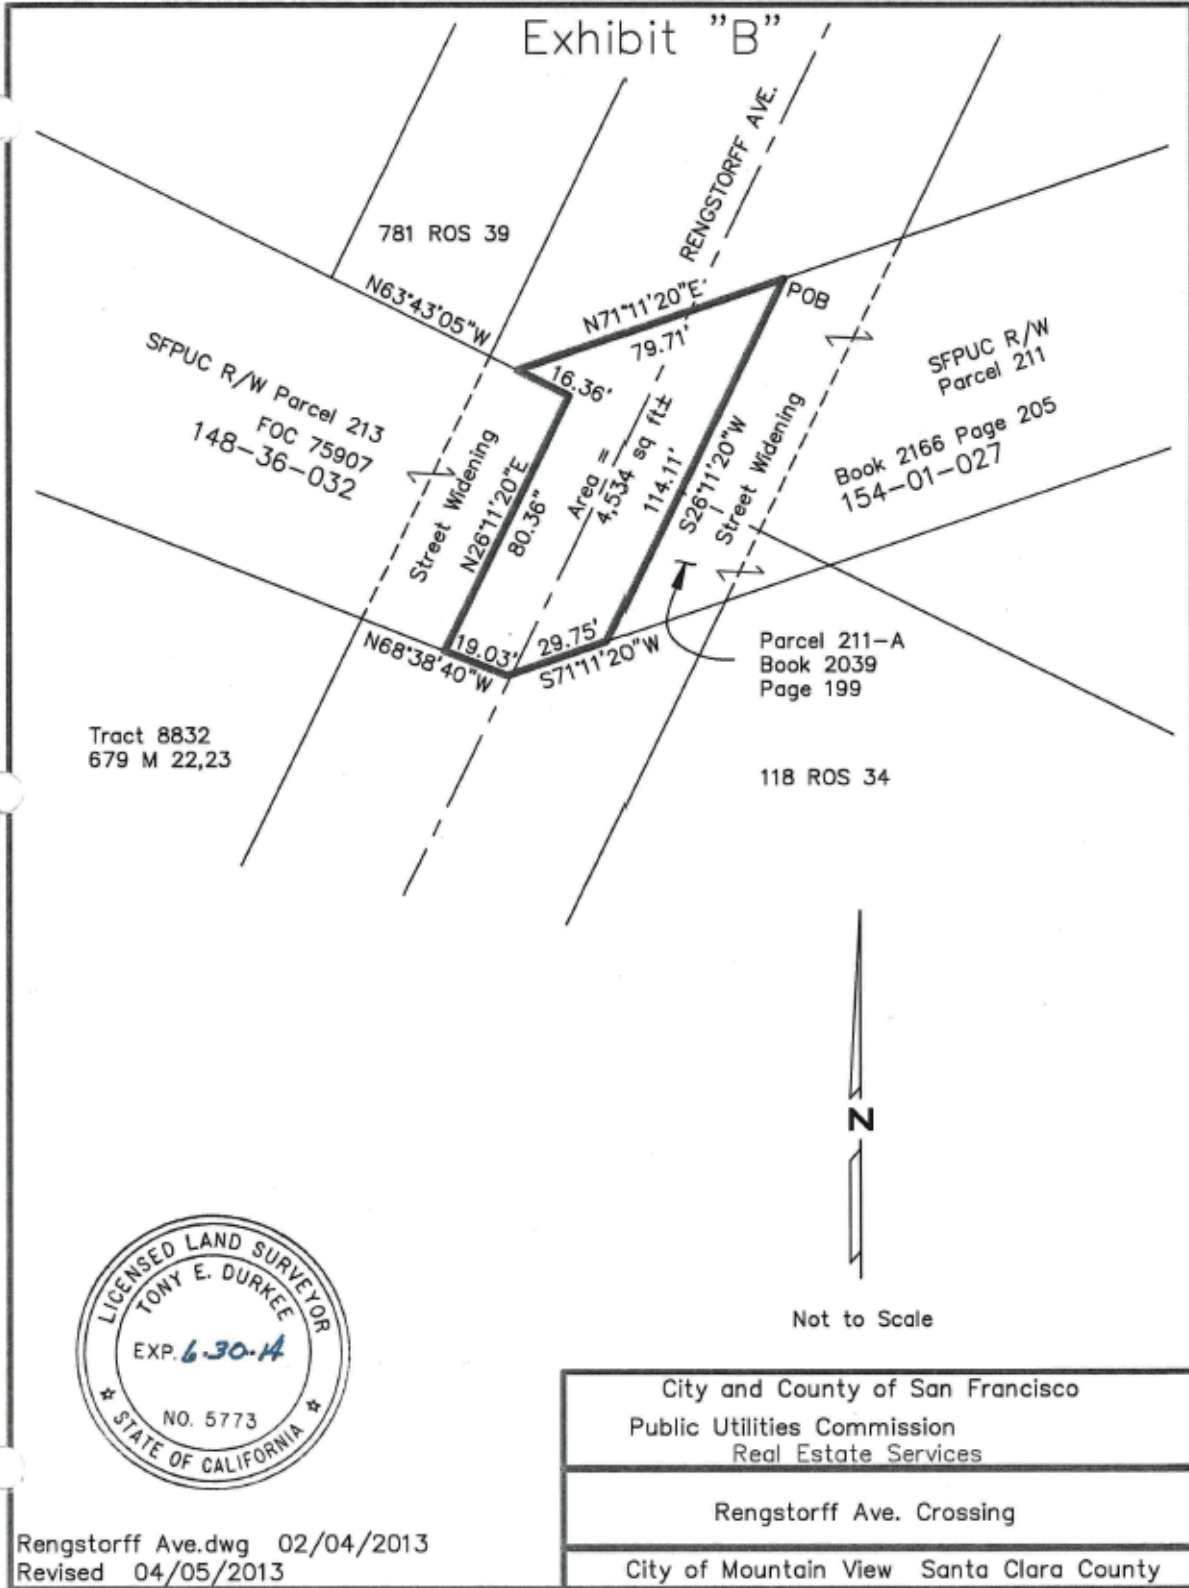 Exhibit "B"
RENGSTORFF AVE.
781 ROS 39
N63°43'05"W
N71°11'20"E
79.71'
POB
16.36'
SFPUC R/W Parcel 213
FOC 75907
148-36-032
SFPUC R/W
Parcel 211
Book 2166 Page 205
154-01-027
Street Widening
N26°11'20"E
80.36"
Area =
4,534 sq ft±
114.11'
S26°11'20"W
Street Widening
N68°38'40"W
19.03'
29.75'
S71°11'20"W
Parcel 211-A
Book 2039
Page 199
Tract 8832
679 M 22,23
118 ROS 34
N
Not to Scale
LICENSED LAND SURVEYOR
TONY E. DURKEE
EXP. 6-30-14
NO. 5773
STATE OF CALIFORNIA
City and County of San Francisco
Public Utilities Commission
Real Estate Services
Rengstorff Ave. Crossing
City of Mountain View Santa Clara County
Rengstorff Ave.dwg 02/04/2013
Revised 04/05/2013